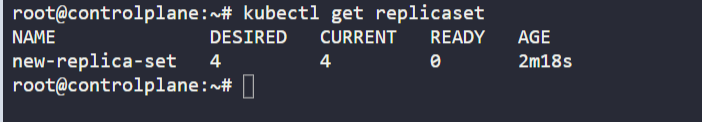 root@controlplane:~# kubectl get replicaset
NAME DESIRED CURRENT READY AGE
new-replica-set 4 4 0 2m18s
root@controlplane:~#